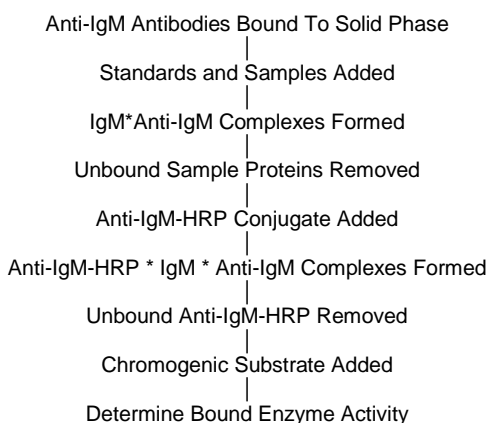 Anti-IgM Antibodies Bound To Solid Phase
Standards and Samples Added
IgM*Anti-IgM Complexes Formed
Unbound Sample Proteins Removed
Anti-IgM-HRP Conjugate Added
Anti-IgM-HRP * IgM * Anti-IgM Complexes Formed
Unbound Anti-IgM-HRP Removed
Chromogenic Substrate Added
Determine Bound Enzyme Activity